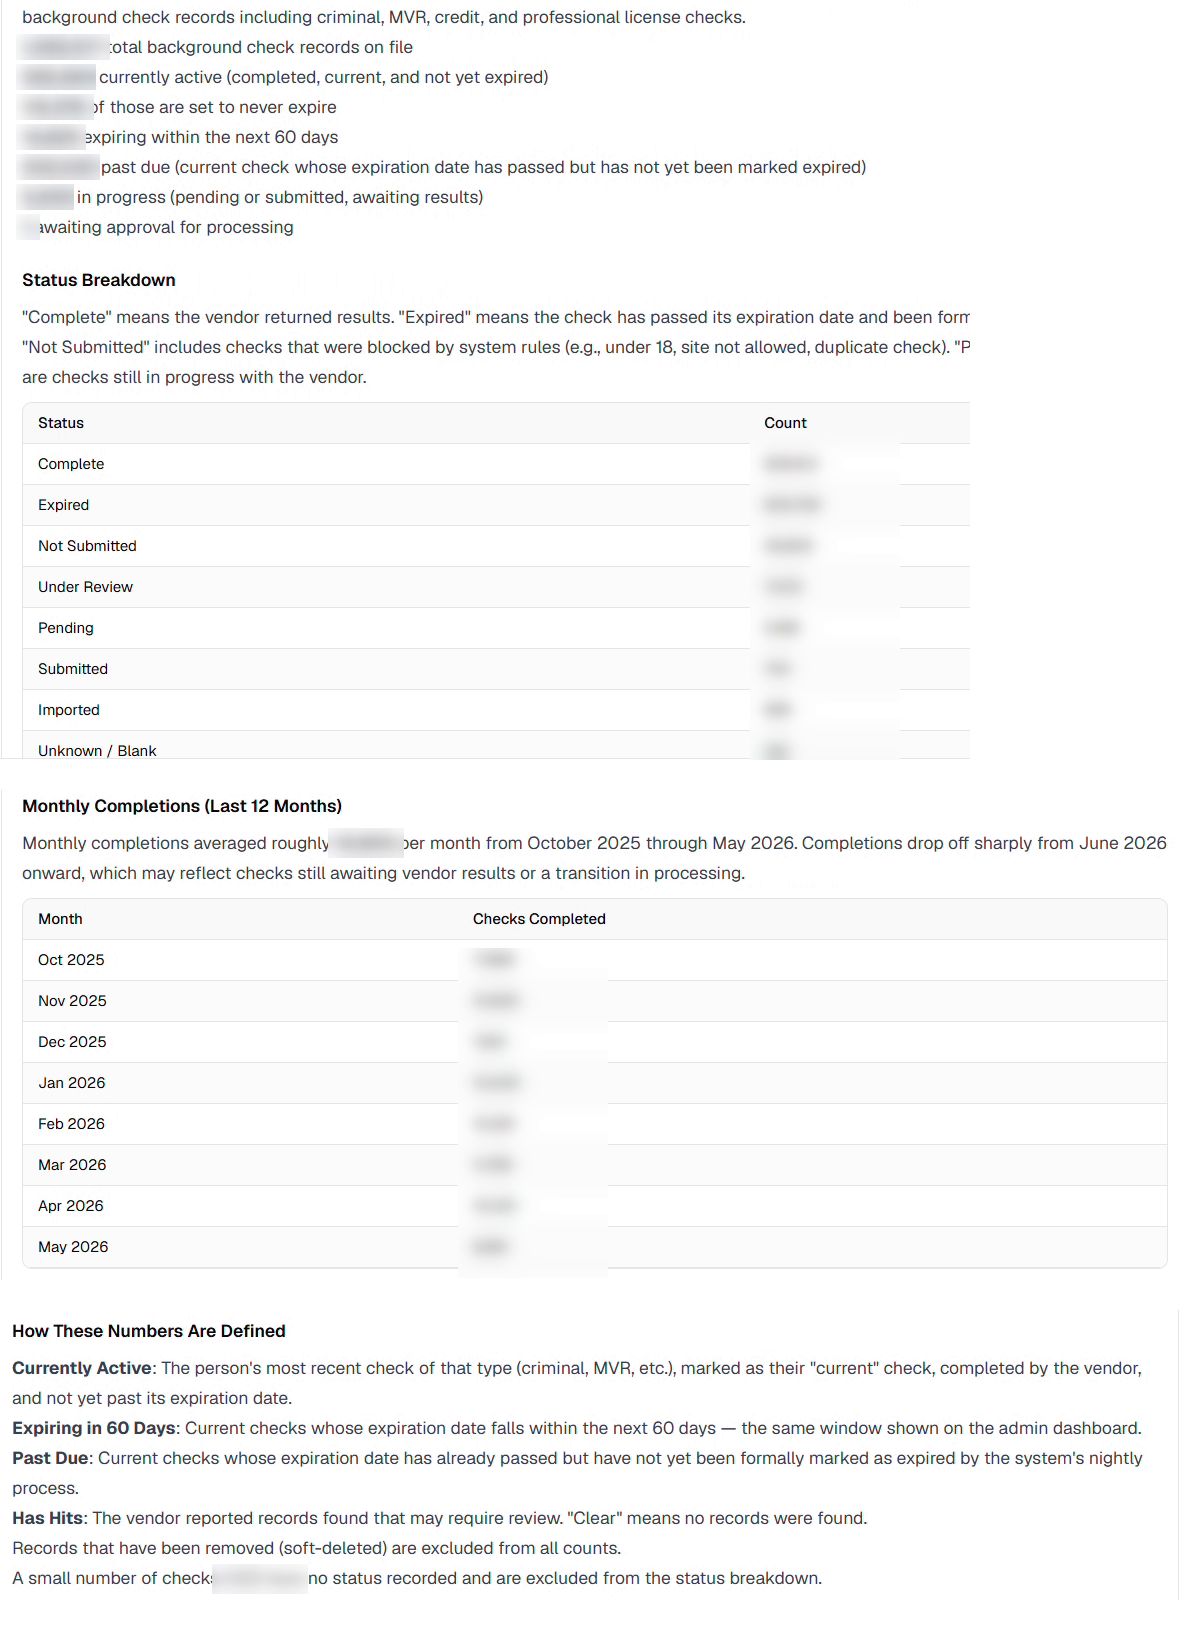 background check records including criminal, MVR, credit, and professional license checks.
total background check records on file
currently active (completed, current, and not yet expired)
of those are set to never expire
expiring within the next 60 days
past due (current check whose expiration date has passed but has not yet been marked expired)
in progress (pending or submitted, awaiting results)
awaiting approval for processing
Status Breakdown
"Complete" means the vendor returned results. "Expired" means the check has passed its expiration date and been form
"Not Submitted" includes checks that were blocked by system rules (e.g., under 18, site not allowed, duplicate check). "P
are checks still in progress with the vendor.
Status Count
Complete
Expired
Not Submitted
Under Review
Pending
Submitted
Imported
Unknown / Blank
Monthly Completions (Last 12 Months)
Monthly completions averaged roughly per month from October 2025 through May 2026. Completions drop off sharply from June 2026
onward, which may reflect checks still awaiting vendor results or a transition in processing.
Month Checks Completed
Oct 2025
Nov 2025
Dec 2025
Jan 2026
Feb 2026
Mar 2026
Apr 2026
May 2026
How These Numbers Are Defined
Currently Active: The person's most recent check of that type (criminal, MVR, etc.), marked as their "current" check, completed by the vendor,
and not yet past its expiration date.
Expiring in 60 Days: Current checks whose expiration date falls within the next 60 days — the same window shown on the admin dashboard.
Past Due: Current checks whose expiration date has already passed but have not yet been formally marked as expired by the system's nightly
process.
Has Hits: The vendor reported records found that may require review. "Clear" means no records were found.
Records that have been removed (soft-deleted) are excluded from all counts.
A small number of checks no status recorded and are excluded from the status breakdown.